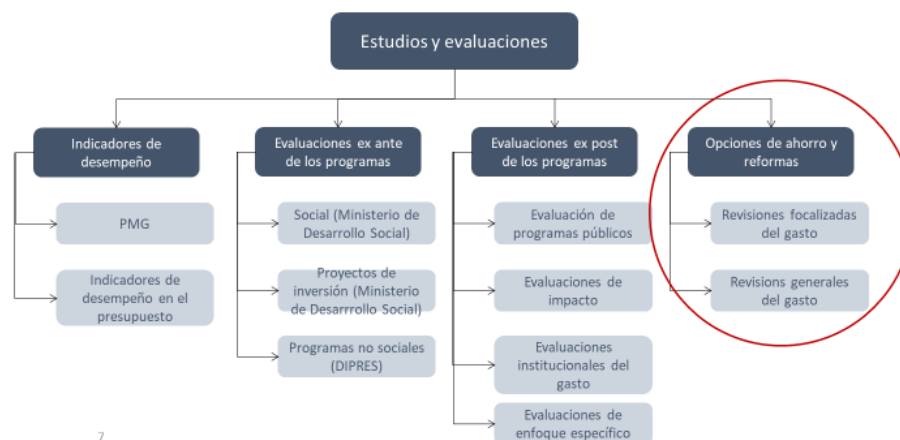 Estudios y evaluaciones
Indicadores de
desempeño
PMG
Indicadores de
desempeño en el
presupuesto
Evaluaciones ex ante
de los programas
Social (Ministerio de
Desarrollo Social)
Proyectos de
inversión (Ministerio
de Desarrrollo Social)
Programas no sociales
(DIPRES)
Evaluaciones ex post
de los programas
Evaluación de
programas públicos
Evaluaciones de
impacto
Evaluaciones
institucionales del
gasto
Evaluaciones de
enfoque específico
Opciones de ahorro y
reformas
Revisiones focalizadas
del gasto
Revisions generales
del gasto
7